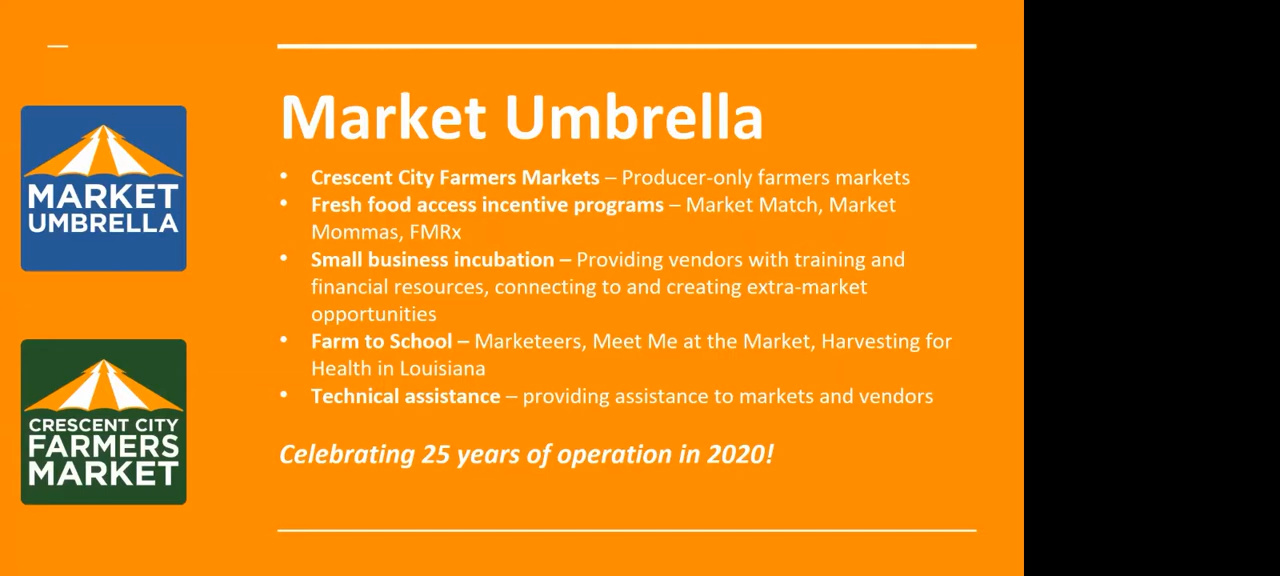 MARKET
UMBRELLA
CRESCENT CITY
FARMERS
MARKET
Market Umbrella
• Crescent City Farmers Markets – Producer-only farmers markets
• Fresh food access incentive programs – Market Match, Market
Mommas, FMRx
• Small business incubation – Providing vendors with training and
financial resources, connecting to and creating extra-market
opportunities
• Farm to School – Marketeers, Meet Me at the Market, Harvesting for
Health in Louisiana
• Technical assistance – providing assistance to markets and vendors
Celebrating 25 years of operation in 2020!